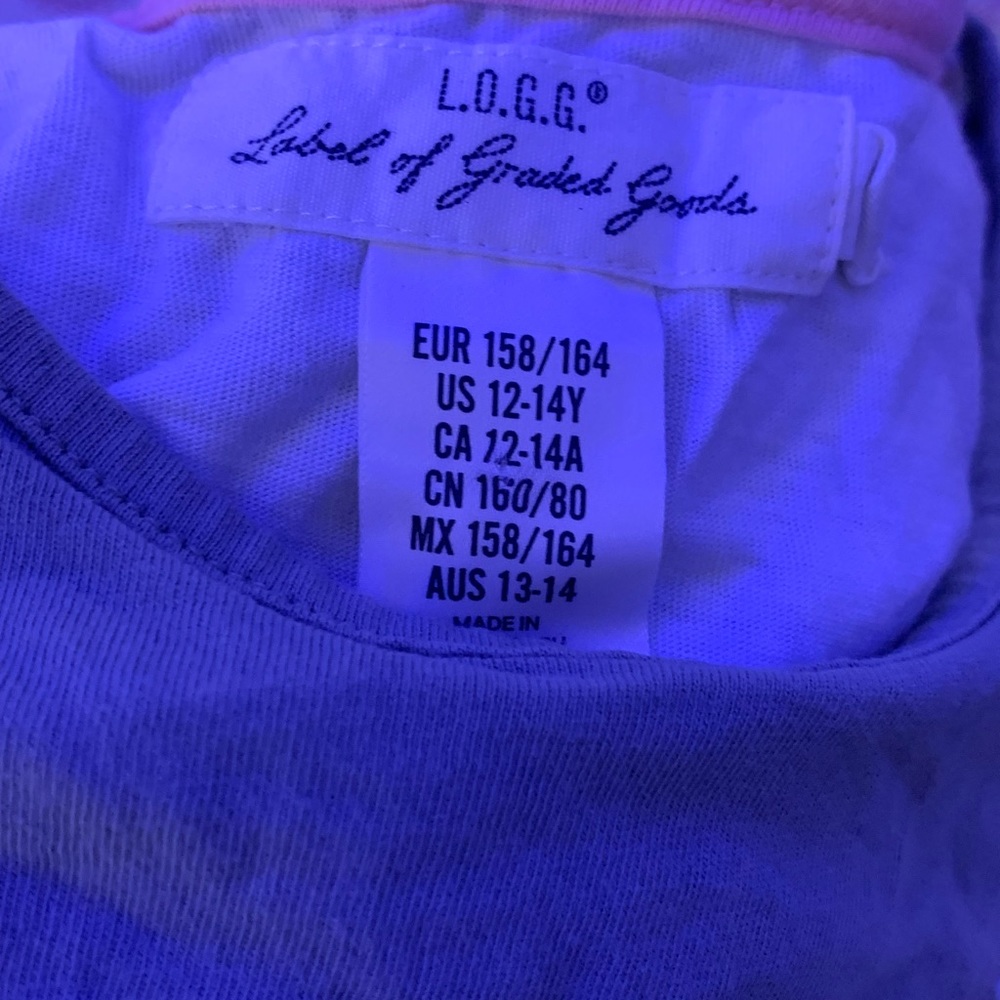 L.O.G.G.®
Label of Graded Goods
EUR 158/164
US 12-14Y
CA 12-14A
CN 160/80
MX 158/164
AUS 13-14
MADE IN